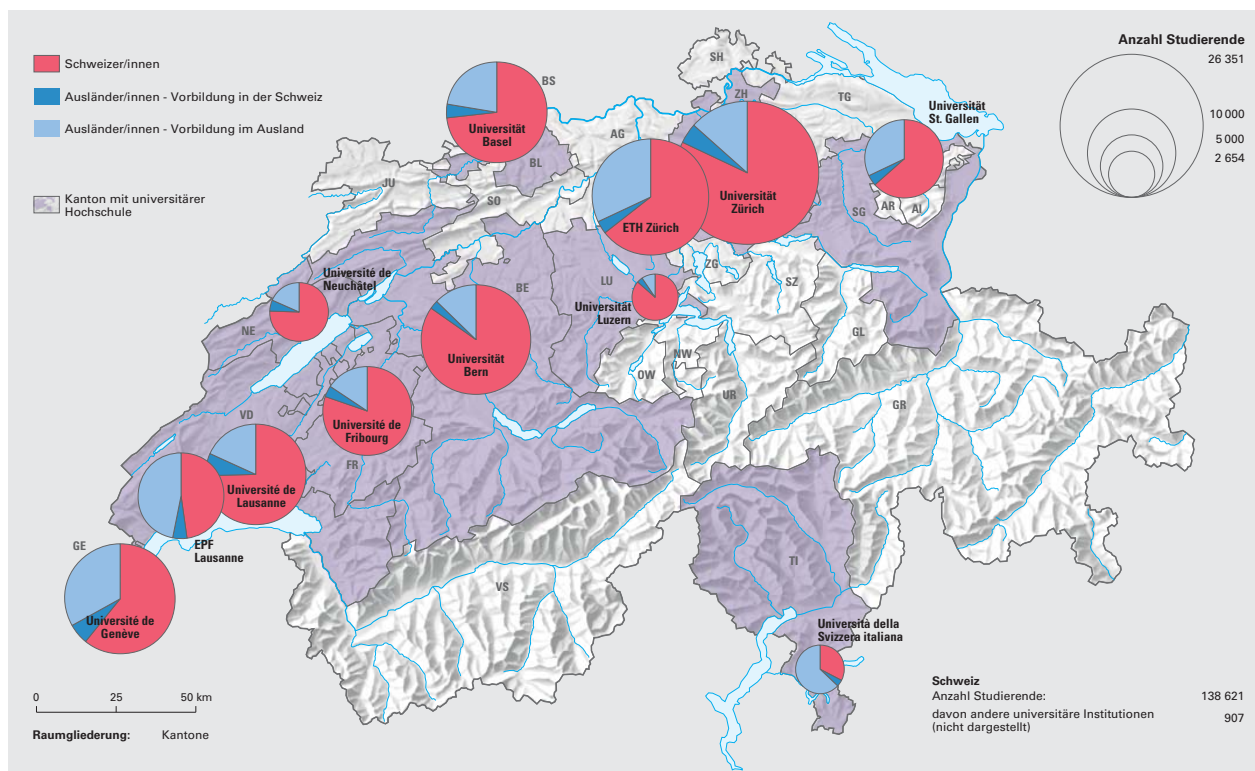 Schweizer/innen
Ausländer/innen - Vorbildung in der Schweiz
Ausländer/innen - Vorbildung im Ausland
Kanton mit universitärer
Hochschule
Anzahl Studierende
26 351
10 000
5 000
2 654
SH
BS
Universität
Basel
ZH
TG
Universität
St. Gallen
AG
BL
JU
SO
Universität
Zürich
ETH Zürich
AR
AI
SG
Université de
Neuchâtel
BE
LU
ZG
SZ
Universität
Luzern
NE
GL
NW
OW
Universität
Bern
UR
GR
VD
Université de
Fribourg
FR
Université de
Lausanne
EPF
Lausanne
GE
TI
VS
Université de
Genève
Università della
Svizzera italiana
0
25
50 km
Raumgliederung: Kantone
Schweiz
Anzahl Studierende: 138 621
davon andere universitäre Institutionen 907
(nicht dargestellt)